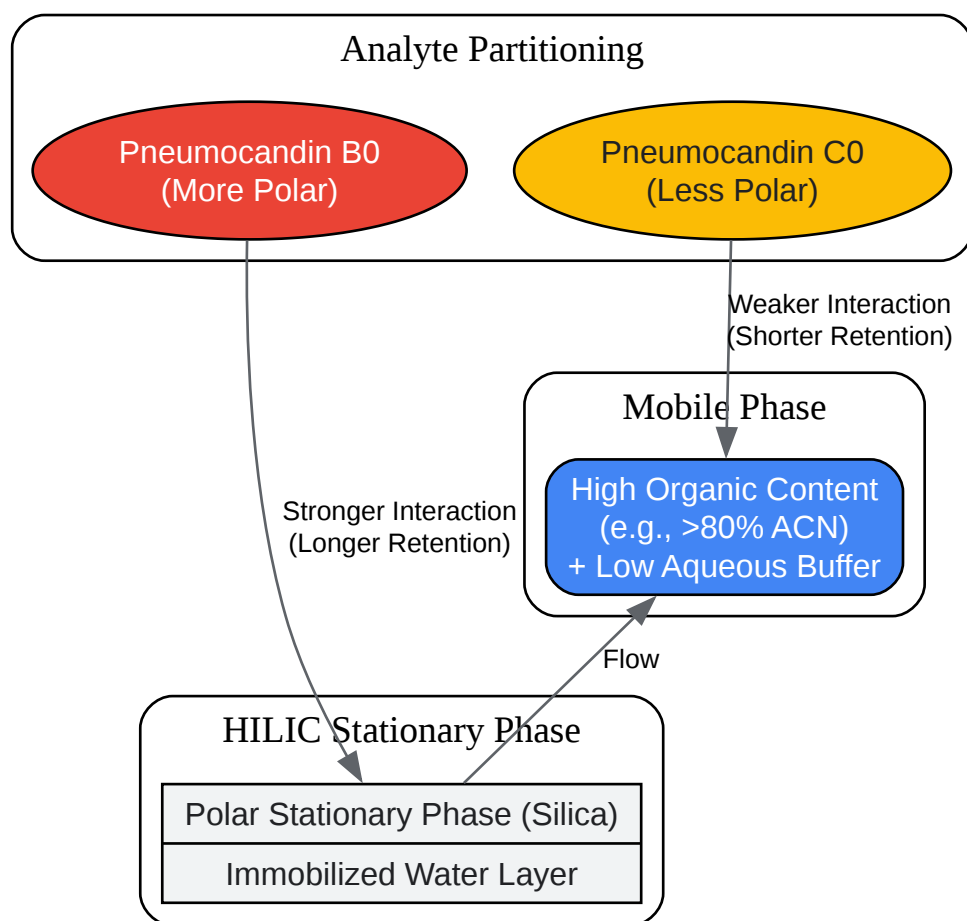 Analyte Partitioning
Pneumocandin B0
(More Polar)
Pneumocandin C0
(Less Polar)
Weaker Interaction
(Shorter Retention)
Mobile Phase
High Organic Content
(e.g., >80% ACN)
+ Low Aqueous Buffer
Stronger Interaction
(Longer Retention)
Flow
HILIC Stationary Phase
Polar Stationary Phase (Silica)
Immobilized Water Layer